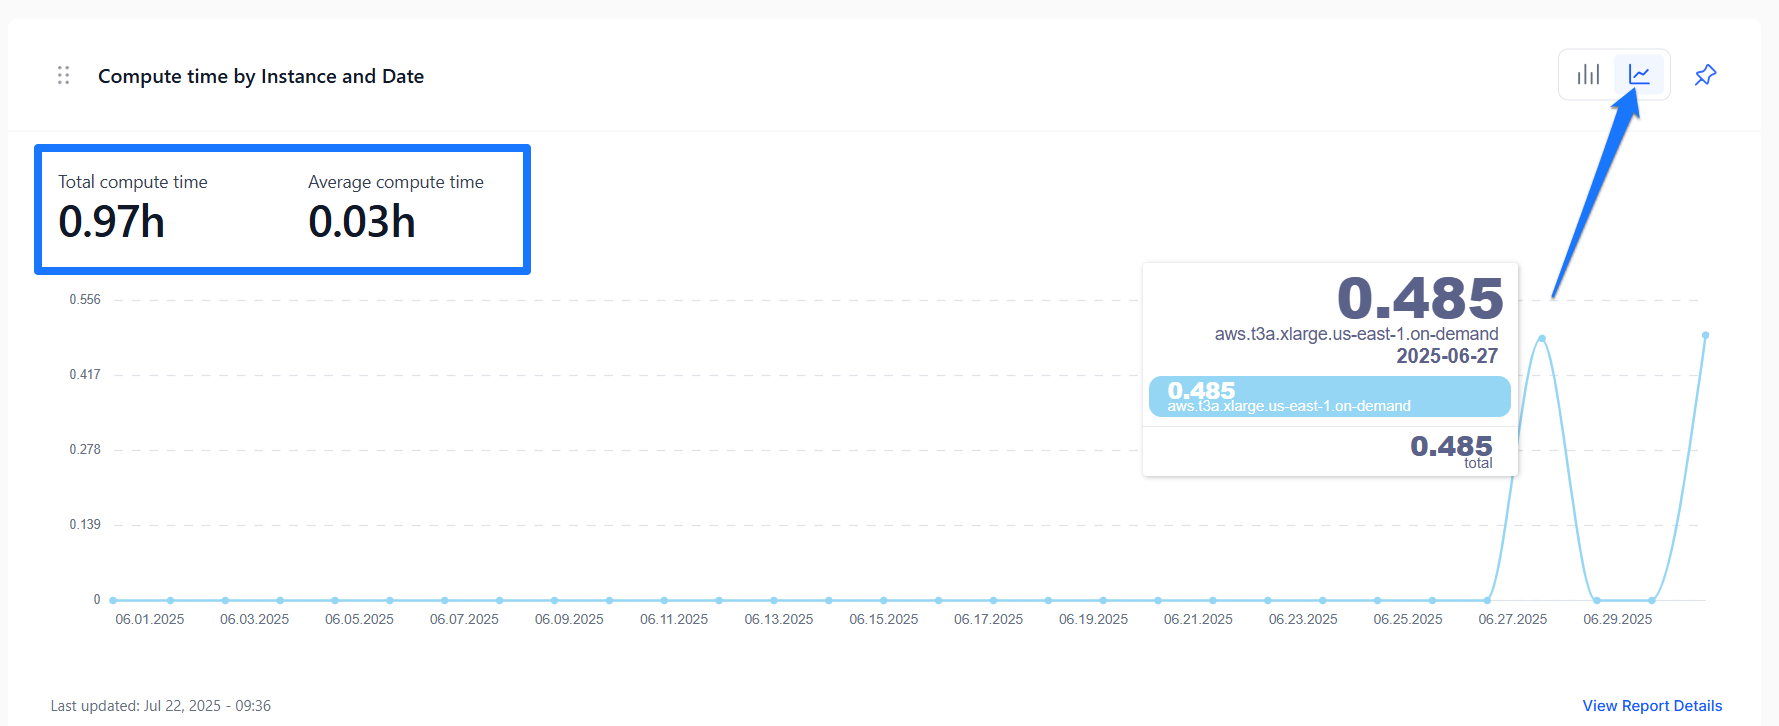 Compute time by Instance and Date
Total compute time
Average compute time
0.97h
0.03h
0.556
0.417
0.278
0.139
0
0.485
aws.t3a.xlarge.us-east-1.on-demand
2025-06-27
0.485
aws.t3a.xlarge.us-east-1.on-demand
0.485
total
06.01.2025 06.03.2025 06.05.2025 06.07.2025 06.09.2025 06.11.2025 06.13.2025 06.15.2025 06.17.2025 06.19.2025 06.21.2025 06.23.2025 06.25.2025 06.27.2025 06.29.2025
Last updated: Jul 22, 2025 - 09:36
View Report Details